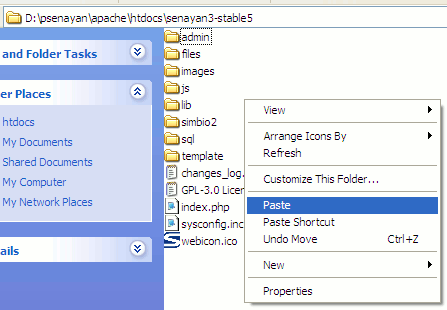 D:\psenayan\apache\htdocs\senayan3-stable5
and Folder Tasks
er Places
htdocs
My Documents
Shared Documents
My Computer
My Network Places
ails
admin
files
images
js
lib
simbio2
sql
template
changes_log.
GPL-3.0 Licen
index.php
sysconfig.inc
webicon.ico
View
Arrange Icons By
Refresh
Customize This Folder...
Paste
Paste Shortcut
Undo Move Ctrl+Z
New
Properties